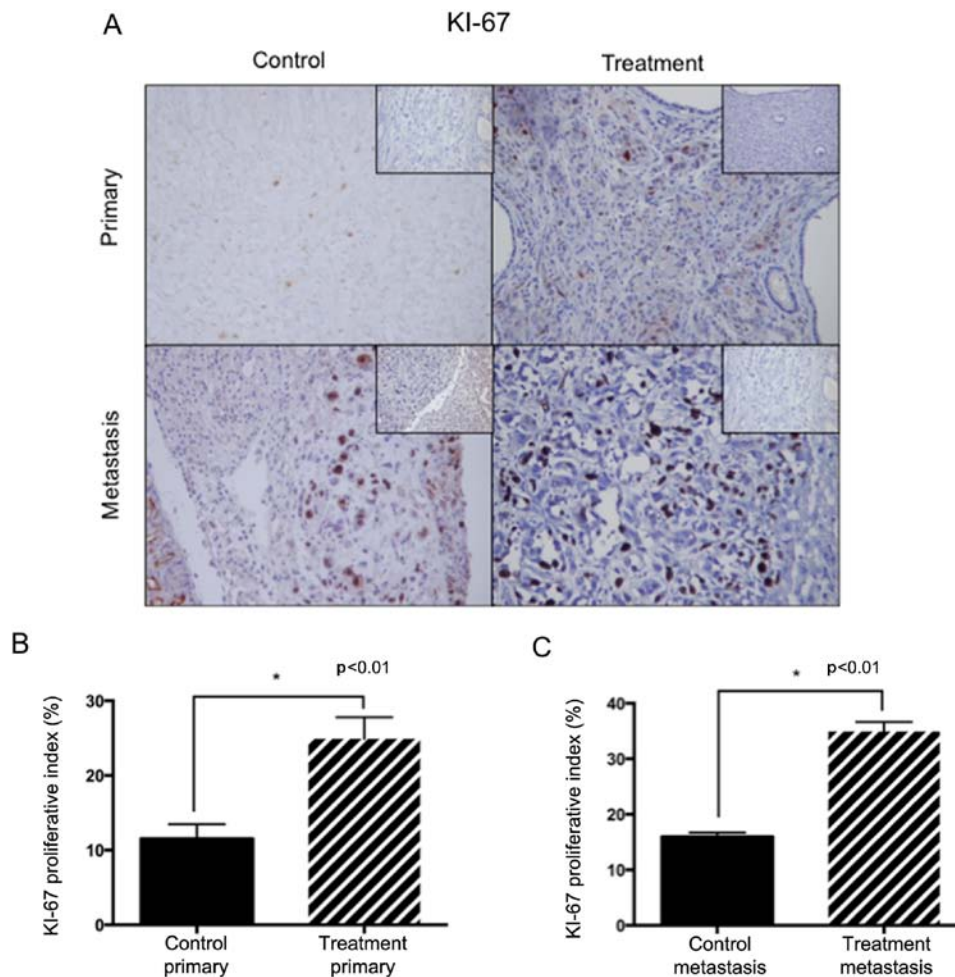 A
KI-67
Control
Treatment
Primary
Metastasis
B
p<0.01
*
KI-67 proliferative index (%)
30
20
10
0
Control
primary
Treatment
primary
C
p<0.01
*
KI-67 proliferative index (%)
40
30
20
10
0
Control
metastasis
Treatment
metastasis